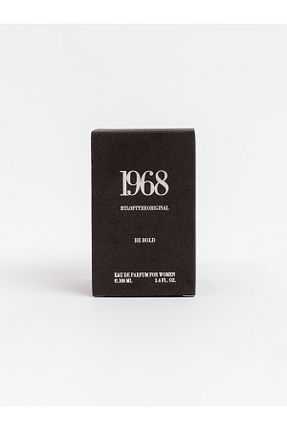 1968
BYLOFTTHEORIGINAL
BE BOLD
EAU DE PARFUM FOR WOMEN
℮.100 ML 3.4 FL. OZ.